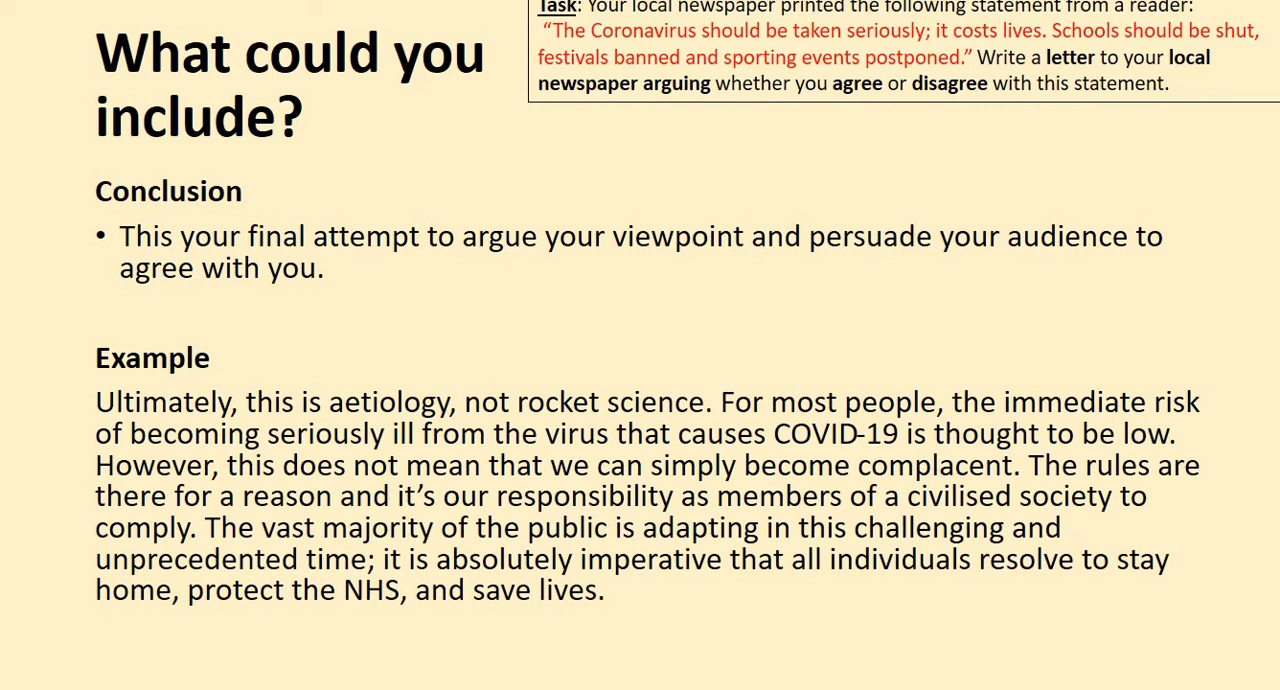 Task: Your local newspaper printed the following statement from a reader:
“The Coronavirus should be taken seriously; it costs lives. Schools should be shut,
festivals banned and sporting events postponed.” Write a letter to your local
newspaper arguing whether you agree or disagree with this statement.
What could you
include?
Conclusion
• This your final attempt to argue your viewpoint and persuade your audience to
agree with you.
Example
Ultimately, this is aetiology, not rocket science. For most people, the immediate risk
of becoming seriously ill from the virus that causes COVID-19 is thought to be low.
However, this does not mean that we can simply become complacent. The rules are
there for a reason and it’s our responsibility as members of a civilised society to
comply. The vast majority of the public is adapting in this challenging and
unprecedented time; it is absolutely imperative that all individuals resolve to stay
home, protect the NHS, and save lives.